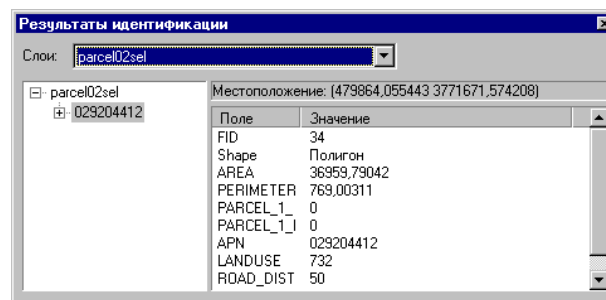 Результаты идентификации
Слои: parcel02sel
parcel02sel
029204412
Местоположение: (479864,055443 3771671,574208)
Поле Значение
FID 34
Shape Полигон
AREA 36959,79042
PERIMETER 769,00311
PARCEL_1_ 0
PARCEL_1_I 0
APN 029204412
LANDUSE 732
ROAD_DIST 50